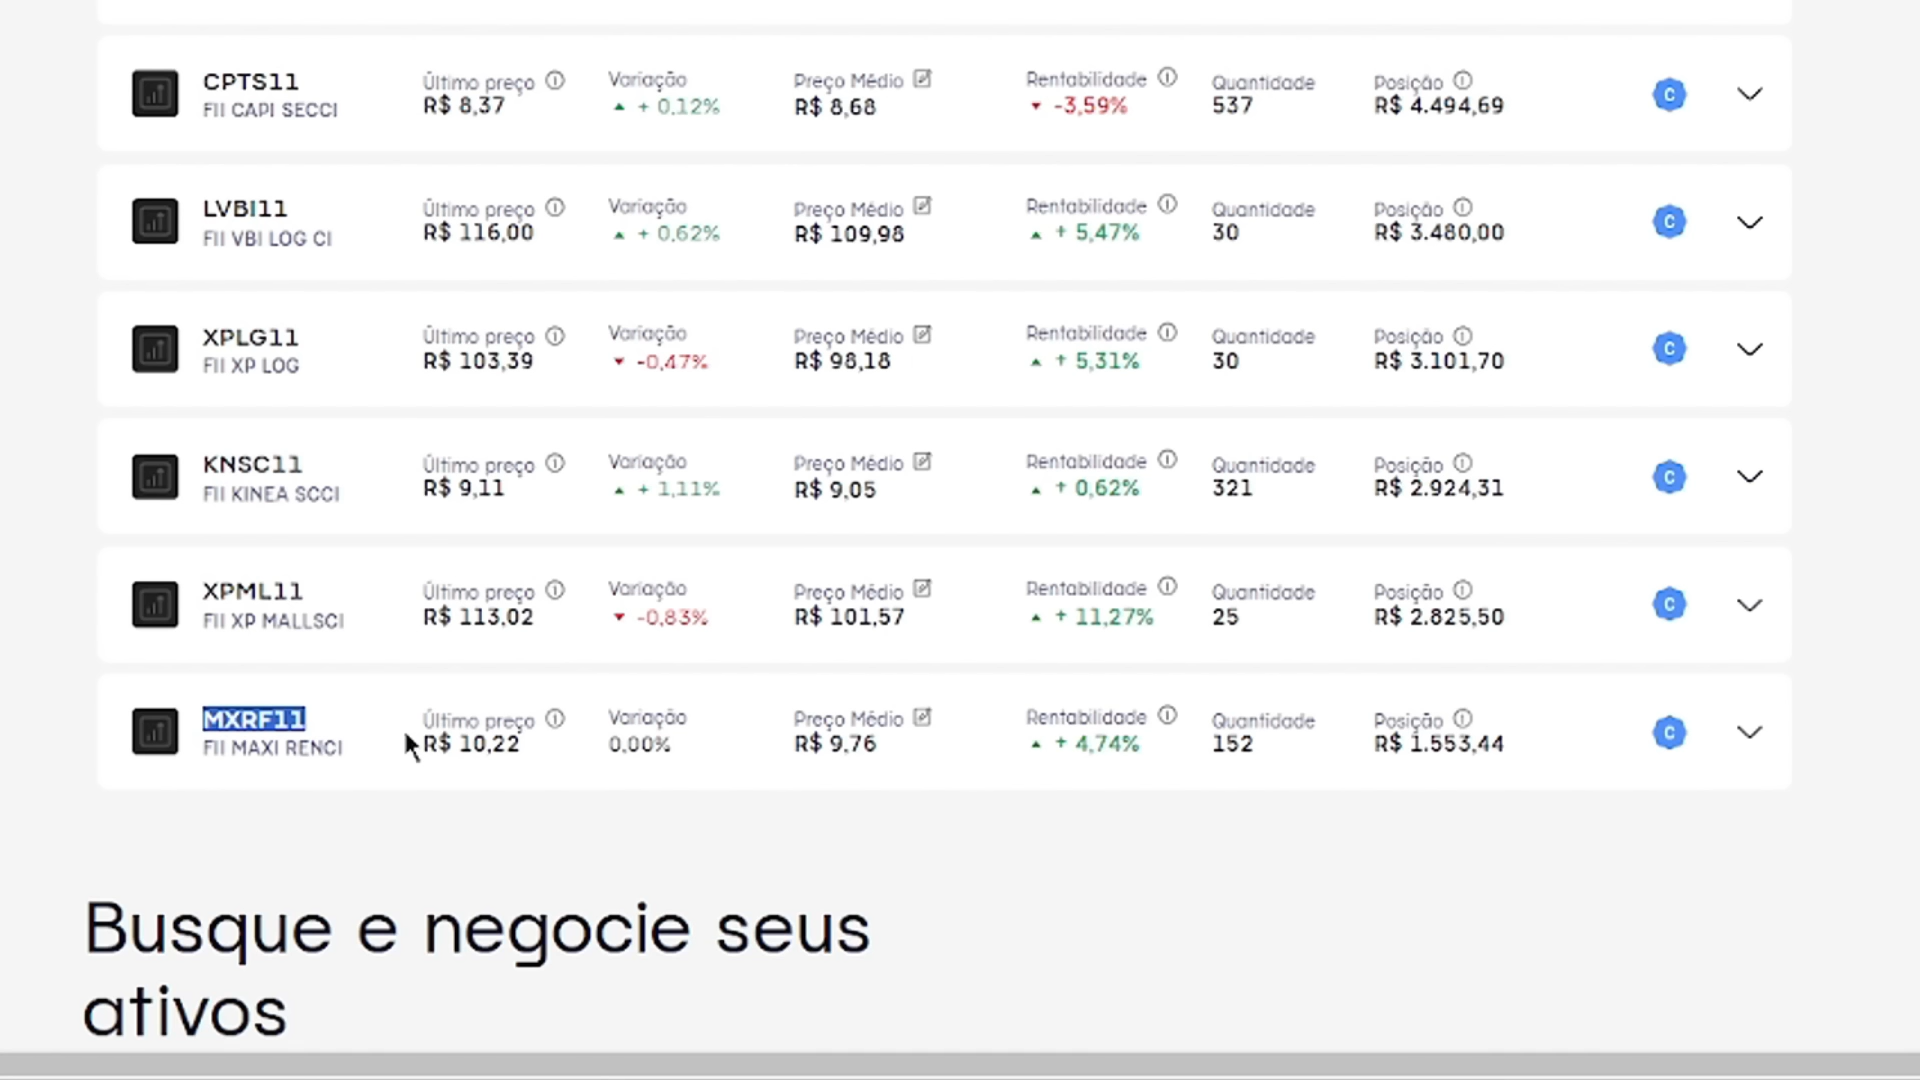 CPTS11 Último preço Variação Preço Médio Rentabilidade Quantidade Posição
FII CAPI SECCI R$ 8,37 + 0,12% R$ 8,68 -3,59% 537 R$ 4.494,69 C
LVBI11 Último preço Variação Preço Médio Rentabilidade Quantidade Posição
FII VBI LOG CI R$ 116,00 + 0,62% R$ 109,98 + 5,47% 30 R$ 3.480,00 C
XPLG11 Último preço Variação Preço Médio Rentabilidade Quantidade Posição
FII XP LOG R$ 103,39 -0,47% R$ 98,18 + 5,31% 30 R$ 3.101,70 C
KNSC11 Último preço Variação Preço Médio Rentabilidade Quantidade Posição
FII KINEA SCCI R$ 9,11 + 1,11% R$ 9,05 + 0,62% 321 R$ 2.924,31 C
XPML11 Último preço Variação Preço Médio Rentabilidade Quantidade Posição
FII XP MALLSCI R$ 113,02 -0,83% R$ 101,57 + 11,27% 25 R$ 2.825,50 C
MXRF11 Último preço Variação Preço Médio Rentabilidade Quantidade Posição
FII MAXI RENCI R$ 10,22 0,00% R$ 9,76 + 4,74% 152 R$ 1.553,44 C
Busque e negocie seus
ativos